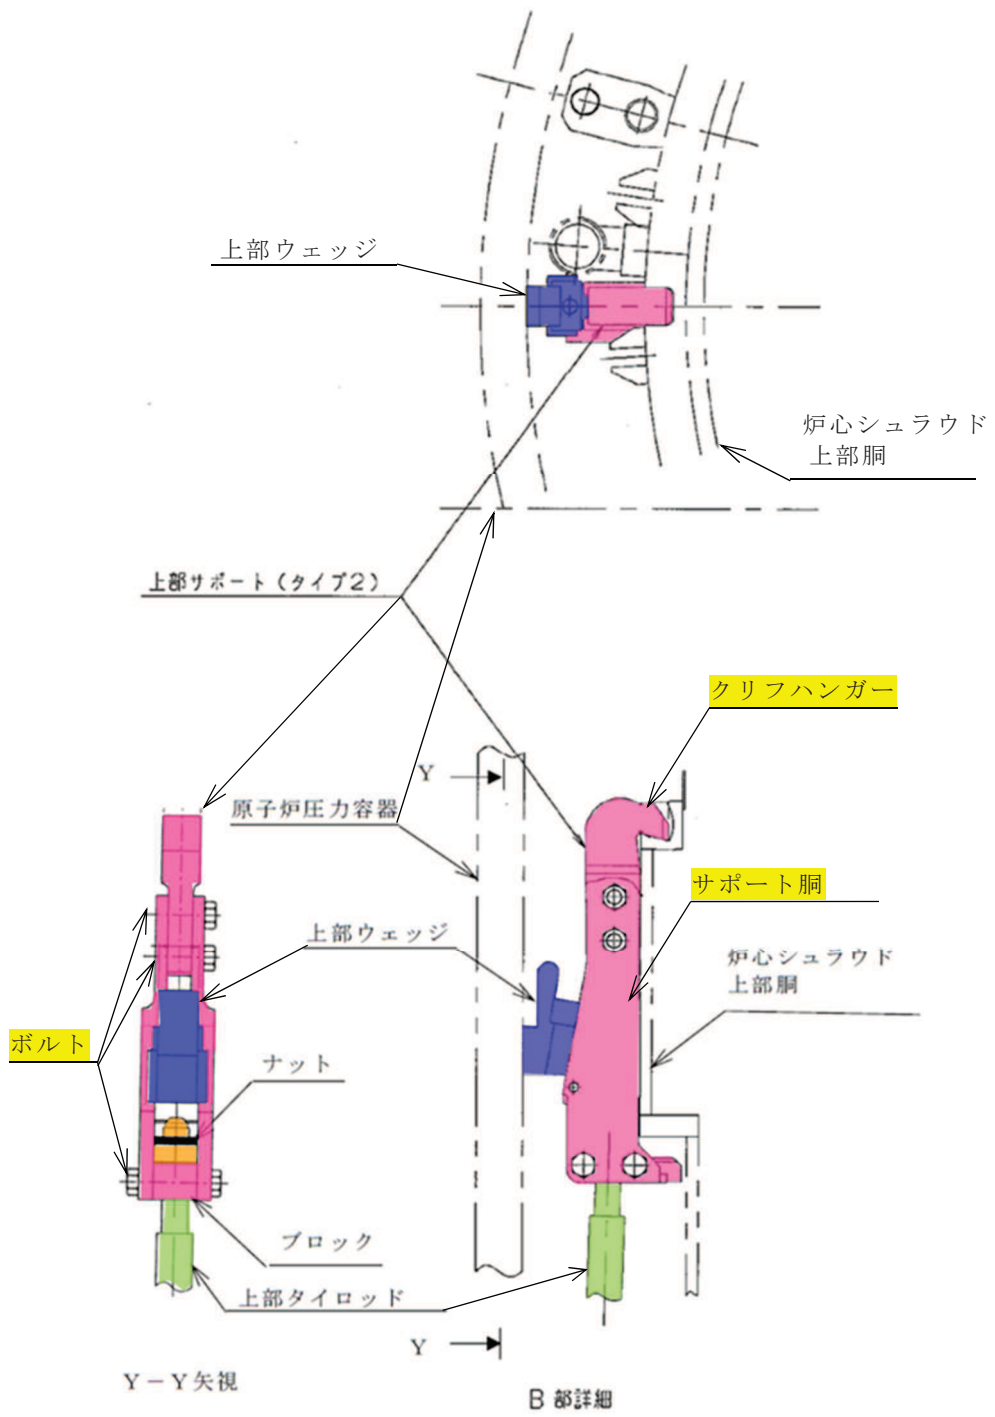 上部ウェッジ
炉心シュラウド
上部胴
上部サポート(タイプ2)
クリフハンガー
Y
原子炉圧力容器
サポート胴
上部ウェッジ
炉心シュラウド
上部胴
ボルト
ナット
ブロック
上部タイロッド
Y
Y－Y矢視
B 部詳細